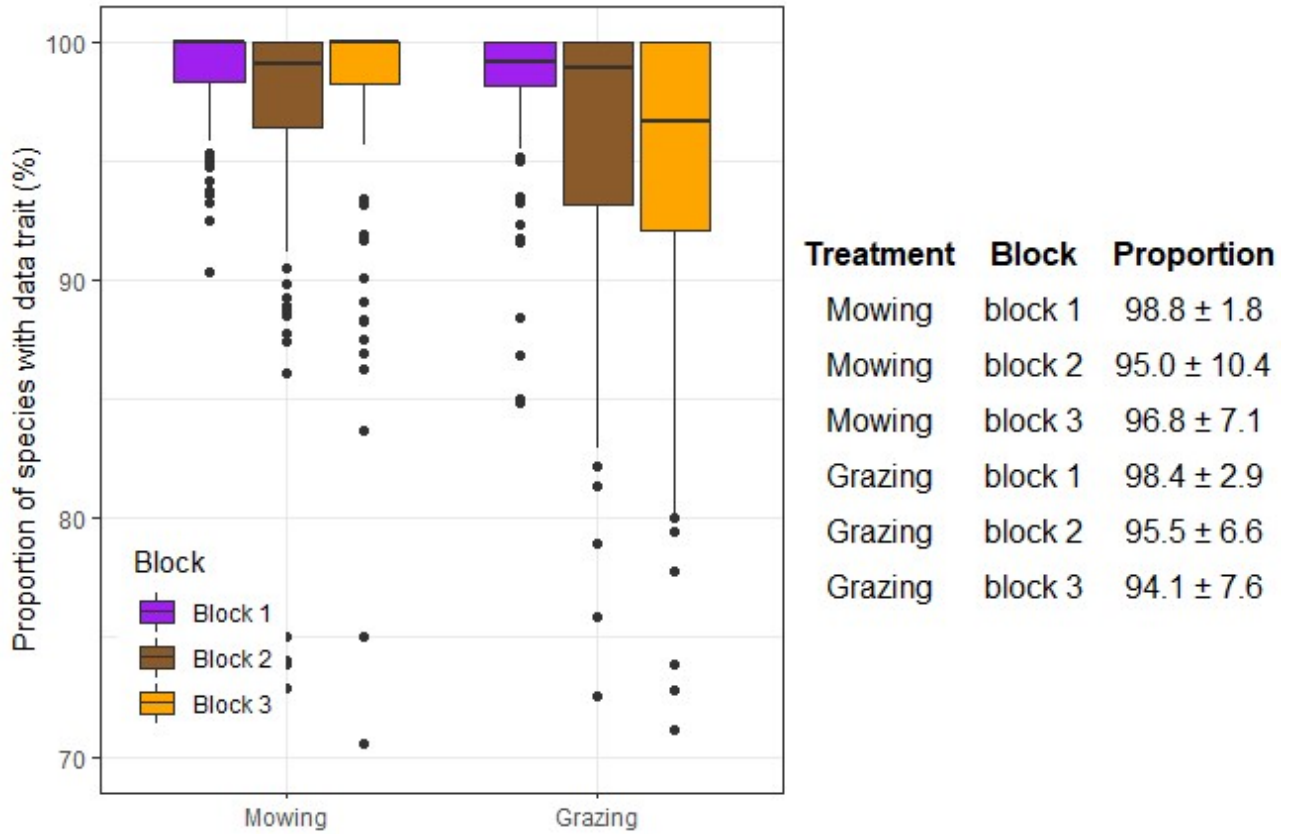 Proportion of species with data trait (%)
100
90
80
70
Block
Block 1
Block 2
Block 3
Mowing Grazing
Treatment Block Proportion
Mowing block 1 98.8 ± 1.8
Mowing block 2 95.0 ± 10.4
Mowing block 3 96.8 ± 7.1
Grazing block 1 98.4 ± 2.9
Grazing block 2 95.5 ± 6.6
Grazing block 3 94.1 ± 7.6